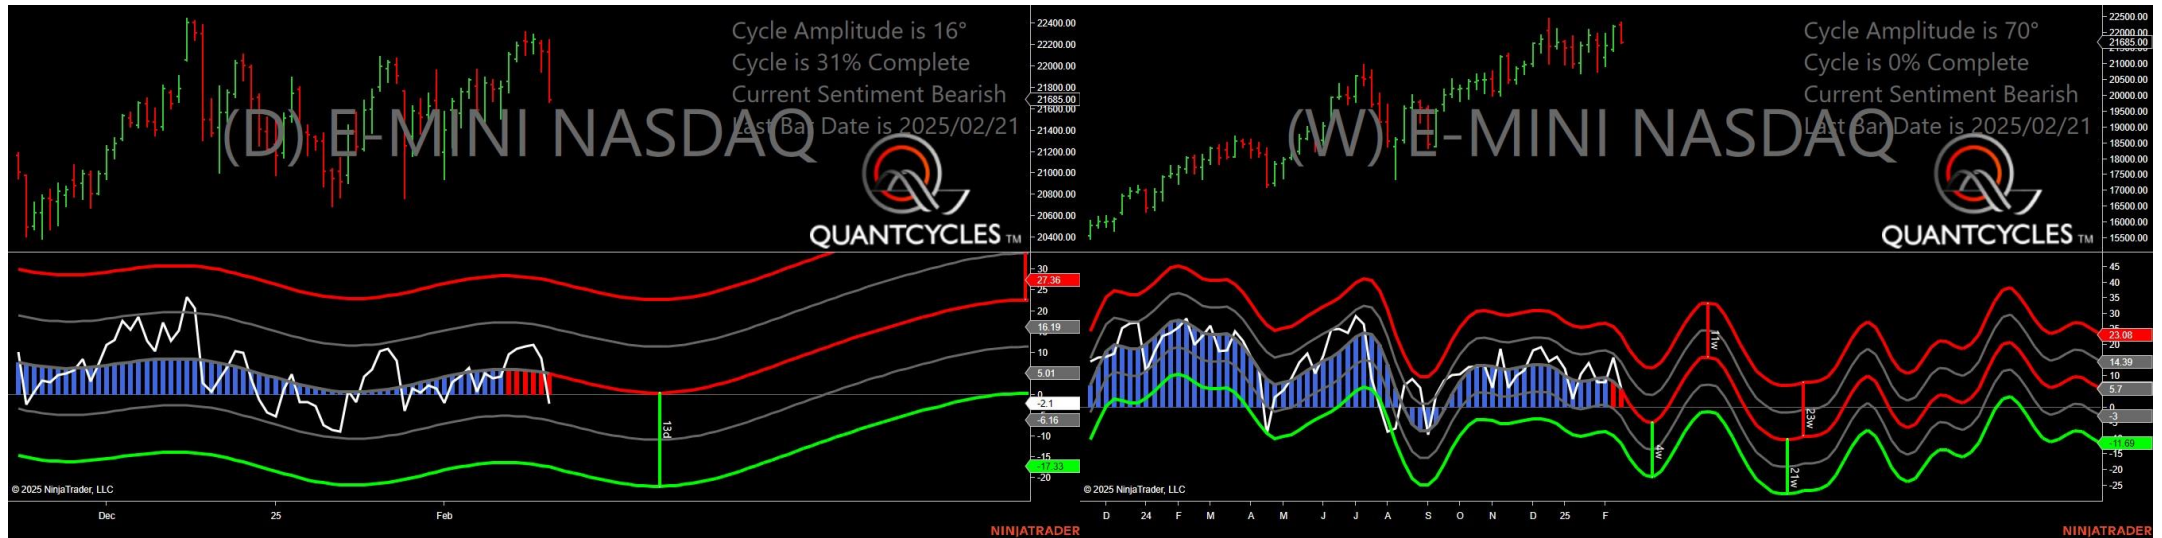 Cycle Amplitude is 16°
Cycle is 31% Complete
Current Sentiment Bearish
Last Bar Date is 2025/02/21
(D) E-MINI NASDAQ
QUANTCYCLES TM
22400.00
22200.00
22000.00
21800.00
21685.00
21600.00
21400.00
21200.00
21000.00
20800.00
20600.00
20400.00
30
27.36
25
20
16.19
10
5.01
0
-2.1
-6.16
-10
-15
-17.33
-20
13d
© 2025 NinjaTrader, LLC
Dec 25 Feb
NINJATRADER
Cycle Amplitude is 70°
Cycle is 0% Complete
Current Sentiment Bearish
Last Bar Date is 2025/02/21
(W) E-MINI NASDAQ
QUANTCYCLES TM
22500.00
22000.00
21685.00
21000.00
20500.00
20000.00
19500.00
19000.00
18500.00
18000.00
17500.00
17000.00
16500.00
16000.00
15500.00
45
40
35
30
23.08
20
14.39
10
5.7
0
-3
-11.69
-15
-20
-25
11w
4w
23w
21w
© 2025 NinjaTrader, LLC
D 24 F M A M J J A S O N D 25 F
NINJATRADER